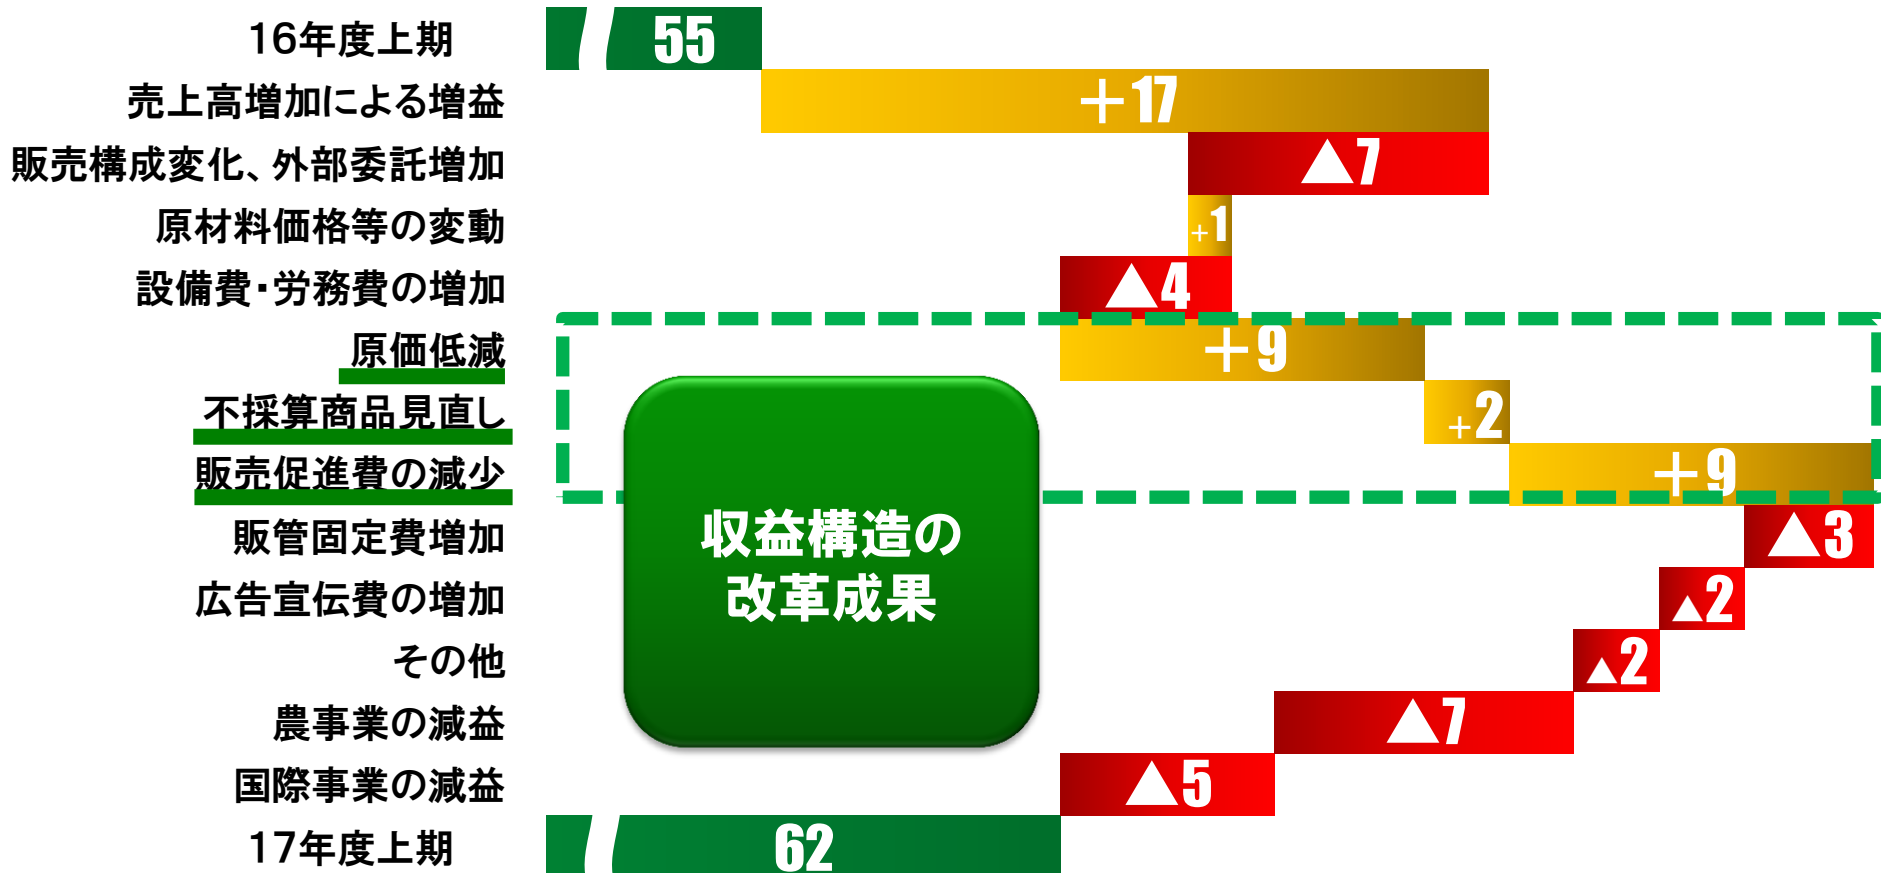 16年度上期 55
売上高増加による増益 +17
販売構成変化、外部委託増加 ▲7
原材料価格等の変動 +1
設備費・労務費の増加 ▲4
原価低減 +9
不採算商品見直し +2
販売促進費の減少 +9
収益構造の
改革成果
販管固定費増加 ▲3
広告宣伝費の増加 ▲2
その他 ▲2
農事業の減益 ▲7
国際事業の減益 ▲5
17年度上期 62